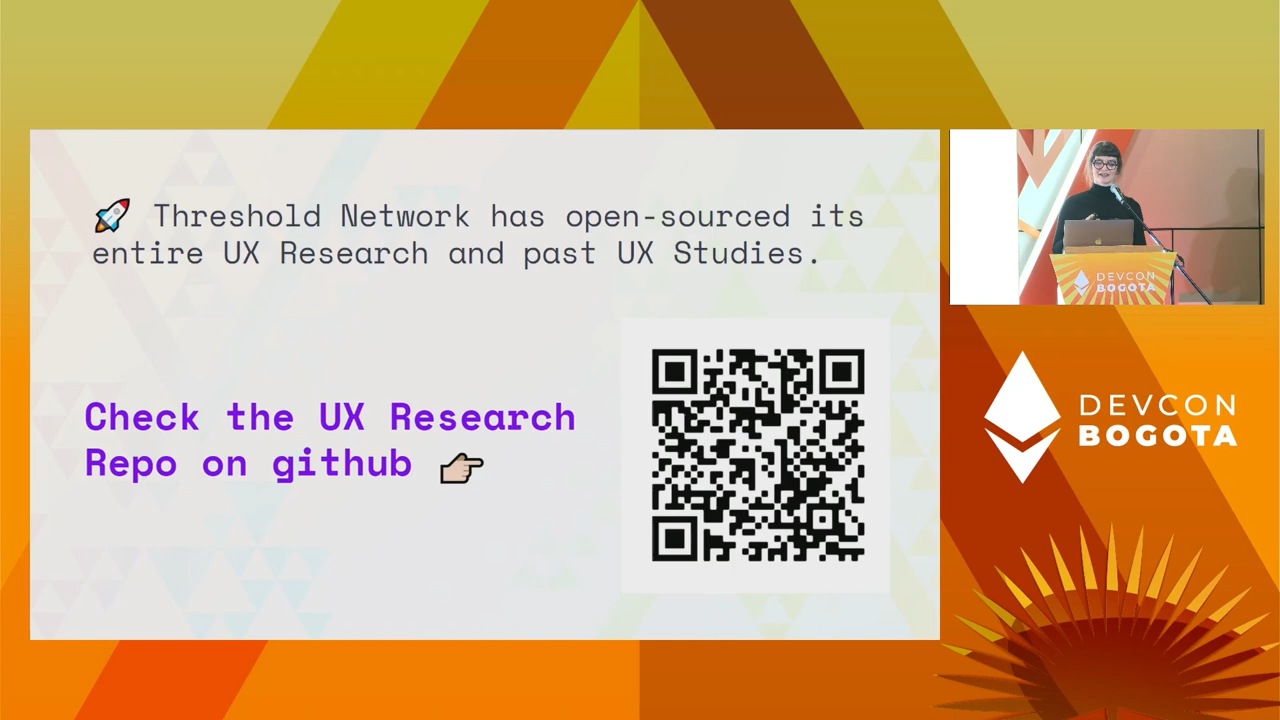 🚀 Threshold Network has open-sourced its
entire UX Research and past UX Studies.
Check the UX Research
Repo on github 👉🏼
DEVCON
BOGOTA
DEVCON
BOGOTA